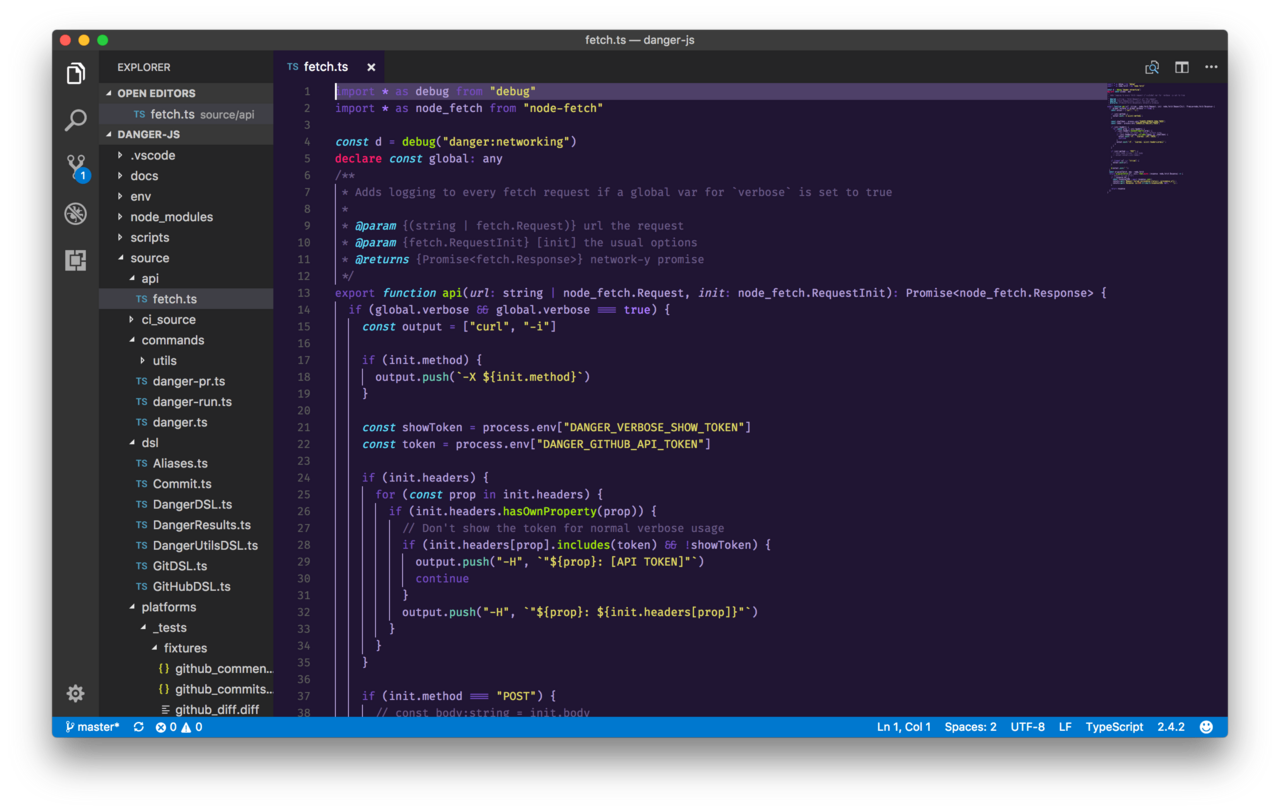 fetch.ts — danger-js
EXPLORER
OPEN EDITORS
TS fetch.ts source/api
DANGER-JS
.vscode
docs
env
node_modules
scripts
source
api
TS fetch.ts
ci_source
commands
utils
TS danger-pr.ts
TS danger-run.ts
TS danger.ts
dsl
TS Aliases.ts
TS Commit.ts
TS DangerDSL.ts
TS DangerResults.ts
TS DangerUtilsDSL.ts
TS GitDSL.ts
TS GitHubDSL.ts
platforms
_tests
fixtures
{} github_commen...
{} github_commits...
github_diff.diff
1
TS fetch.ts ×
1 import * as debug from "debug"
2 import * as node_fetch from "node-fetch"
3
4 const d = debug("danger:networking")
5 declare const global: any
6 /**
7 * Adds logging to every fetch request if a global var for `verbose` is set to true
8 *
9 * @param {(string | fetch.Request)} url the request
10 * @param {fetch.RequestInit} [init] the usual options
11 * @returns {Promise<fetch.Response>} network-y promise
12 */
13 export function api(url: string | node_fetch.Request, init: node_fetch.RequestInit): Promise<node_fetch.Response> {
14 if (global.verbose && global.verbose === true) {
15 const output = ["curl", "-i"]
16
17 if (init.method) {
18 output.push(`-X ${init.method}`)
19 }
20
21 const showToken = process.env["DANGER_VERBOSE_SHOW_TOKEN"]
22 const token = process.env["DANGER_GITHUB_API_TOKEN"]
23
24 if (init.headers) {
25 for (const prop in init.headers) {
26 if (init.headers.hasOwnProperty(prop)) {
27 // Don't show the token for normal verbose usage
28 if (init.headers[prop].includes(token) && !showToken) {
29 output.push("-H", `"${prop}: [API TOKEN]"`)
30 continue
31 }
32 output.push("-H", `"${prop}: ${init.headers[prop]}"`)
33 }
34 }
35 }
36
37 if (init.method === "POST") {
38 // const body:string = init.body
master* 0 0 Ln 1, Col 1 Spaces: 2 UTF-8 LF TypeScript 2.4.2